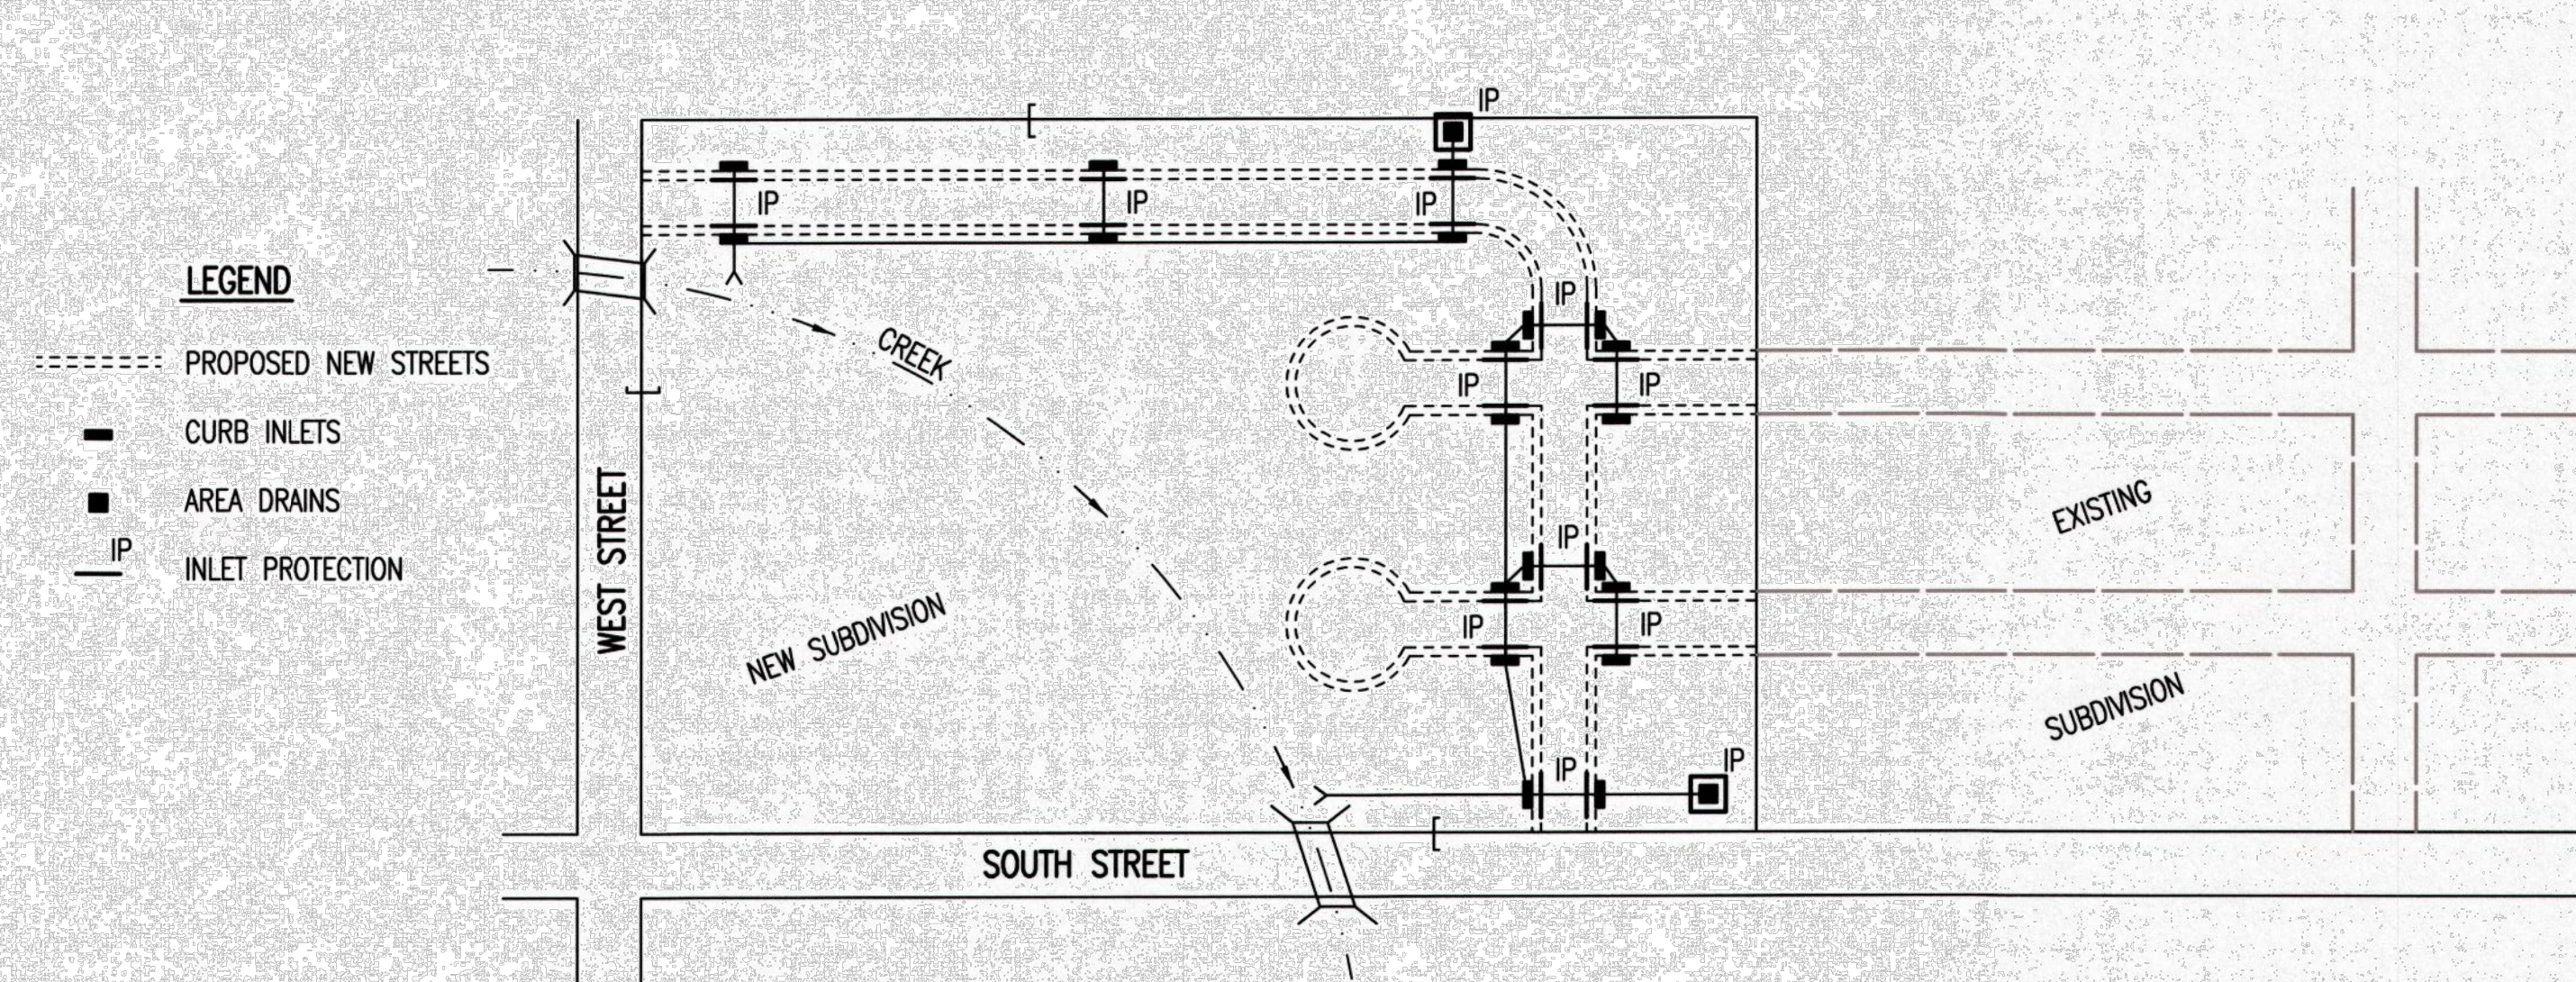 IP
IP
IP
IP
LEGEND
PROPOSED NEW STREETS
CURB INLETS
AREA DRAINS
IP
INLET PROTECTION
WEST STREET
CREEK
NEW SUBDIVISION
IP
IP
IP
IP
IP
IP
IP
IP
EXISTING
SUBDIVISION
SOUTH STREET